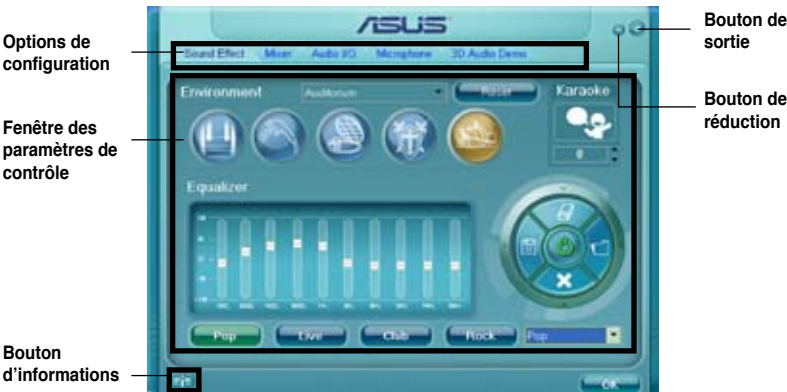 ASUS
Options de
configuration
Bouton de
sortie
Sound Effect Mixer Audio I/O Microphone 3D Audio Demo
Bouton de
réduction
Environment Auditorium Reset Karaoke
Fenêtre des
paramètres de
contrôle
0
Equalizer
Pop Live Club Rock Pop
Bouton
d'informations
OK